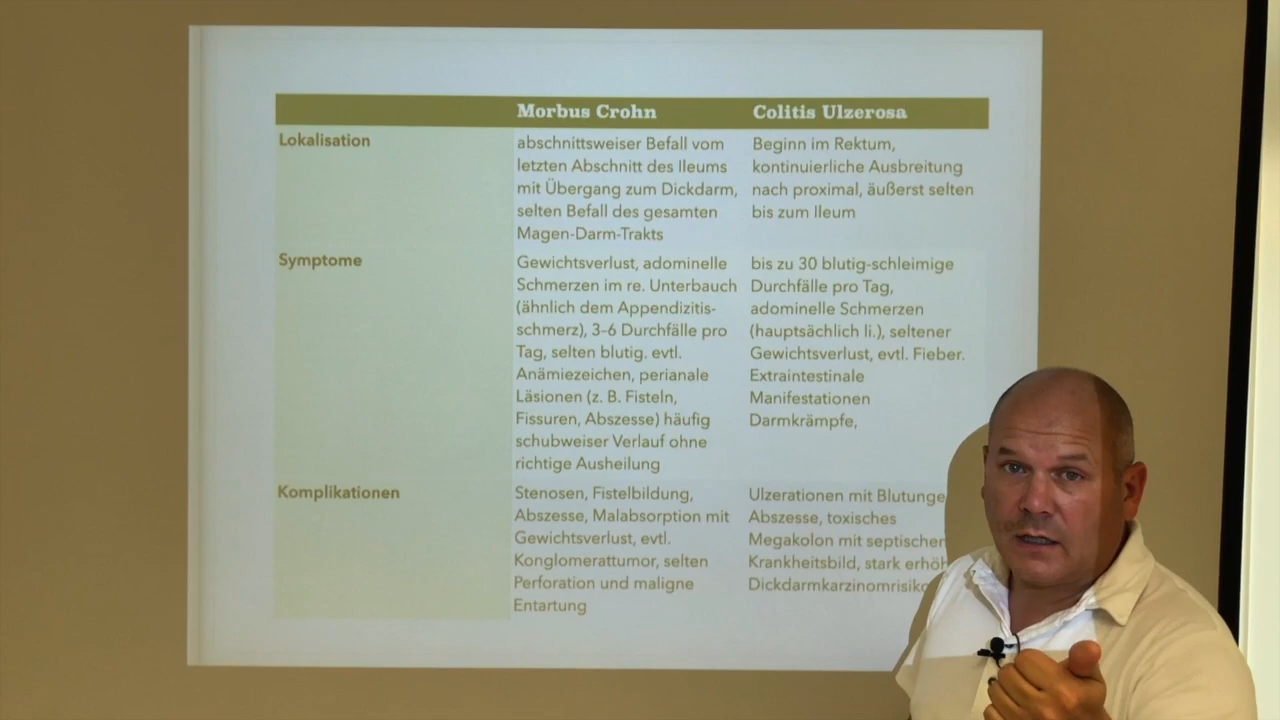 Morbus Crohn
Colitis Ulzerosa
Lokalisation
abschnittsweiser Befall vom
letzten Abschnitt des Ileums
mit Übergang zum Dickdarm,
selten Befall des gesamten
Magen-Darm-Trakts
Beginn im Rektum,
kontinuierliche Ausbreitung
nach proximal, äußerst selten
bis zum Ileum
Symptome
Gewichtsverlust, adominelle
Schmerzen im re. Unterbauch
(ähnlich dem Appendizitis-
schmerz), 3–6 Durchfälle pro
Tag, selten blutig. evtl.
Anämiezeichen, perianale
Läsionen (z. B. Fisteln,
Fissuren, Abszesse) häufig
schubweiser Verlauf ohne
richtige Ausheilung
bis zu 30 blutig-schleimige
Durchfälle pro Tag,
adominelle Schmerzen
(hauptsächlich li.), seltener
Gewichtsverlust, evtl. Fieber.
Extraintestinale
Manifestationen
Darmkrämpfe,
Komplikationen
Stenosen, Fistelbildung,
Abszesse, Malabsorption mit
Gewichtsverlust, evtl.
Konglomerattumor, selten
Perforation und maligne
Entartung
Ulzerationen mit Blutunge
Abszesse, toxisches
Megakolon mit septischer
Krankheitsbild, stark erhöh
Dickdarmkarzinomrisiko